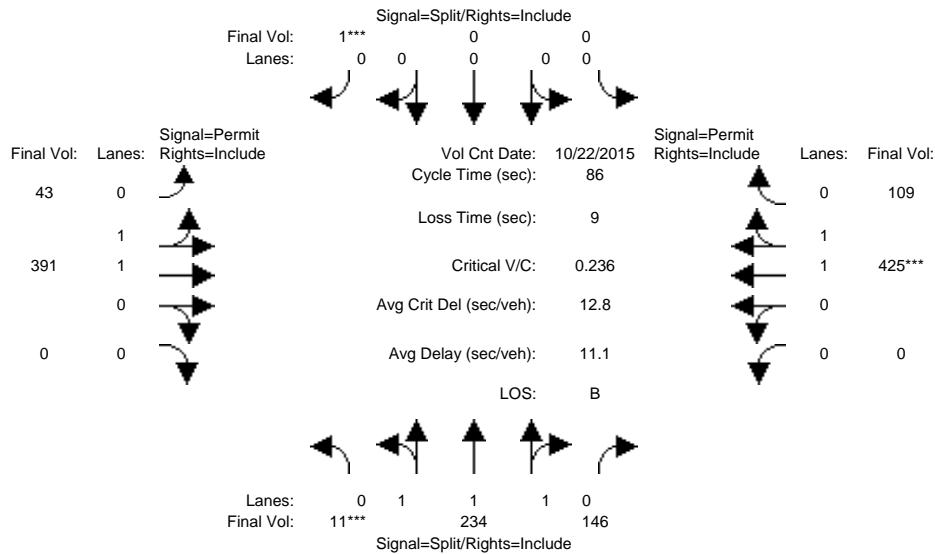 Signal=Split/Rights=Include
Final Vol: 1*** 0 0
Lanes: 0 0 0 0 0
Signal=Permit Signal=Permit
Final Vol: Lanes: Rights=Include Vol Cnt Date: 10/22/2015 Rights=Include Lanes: Final Vol:
Cycle Time (sec): 86
43 0 0 109
Loss Time (sec): 9
1 1
391 1 Critical V/C: 0.236 1 425***
0 Avg Crit Del (sec/veh): 12.8 0
0 0 Avg Delay (sec/veh): 11.1 0 0
LOS: B
Lanes: 0 1 1 1 0
Final Vol: 11*** 234 146
Signal=Split/Rights=Include